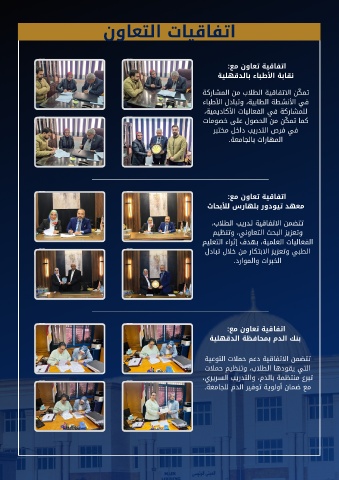 اتفاقيات التعاون
اتفاقية تعاون مع:
نقابة الأطباء بالدقهلية
تمكّن الاتفاقية الطلاب من المشاركة
في الأنشطة الطلابية، وتبادل الأطباء
للمشاركة في الفعاليات الأكاديمية،
كما تمكّن من الحصول على خصومات
في فرص التدريب داخل مختبر
المهارات بالجامعة.
اتفاقية تعاون مع:
معهد تيودور بلهارس للأبحاث
تتضمن الاتفاقية تدريب الطلاب،
وتعزيز البحث التعاوني، وتنظيم
الفعاليات العلمية، بهدف إثراء التعليم
الطبي وتعزيز الابتكار من خلال تبادل
الخبرات والموارد.
اتفاقية تعاون مع:
بنك الدم بمحافظة الدقهلية
تتضمن الاتفاقية دعم حملات التوعية
التي يقودها الطلاب، وتنظيم حملات
تبرع منتظمة بالدم، والتدريب السريري،
مع ضمان أولوية توفير الدم للجامعة.